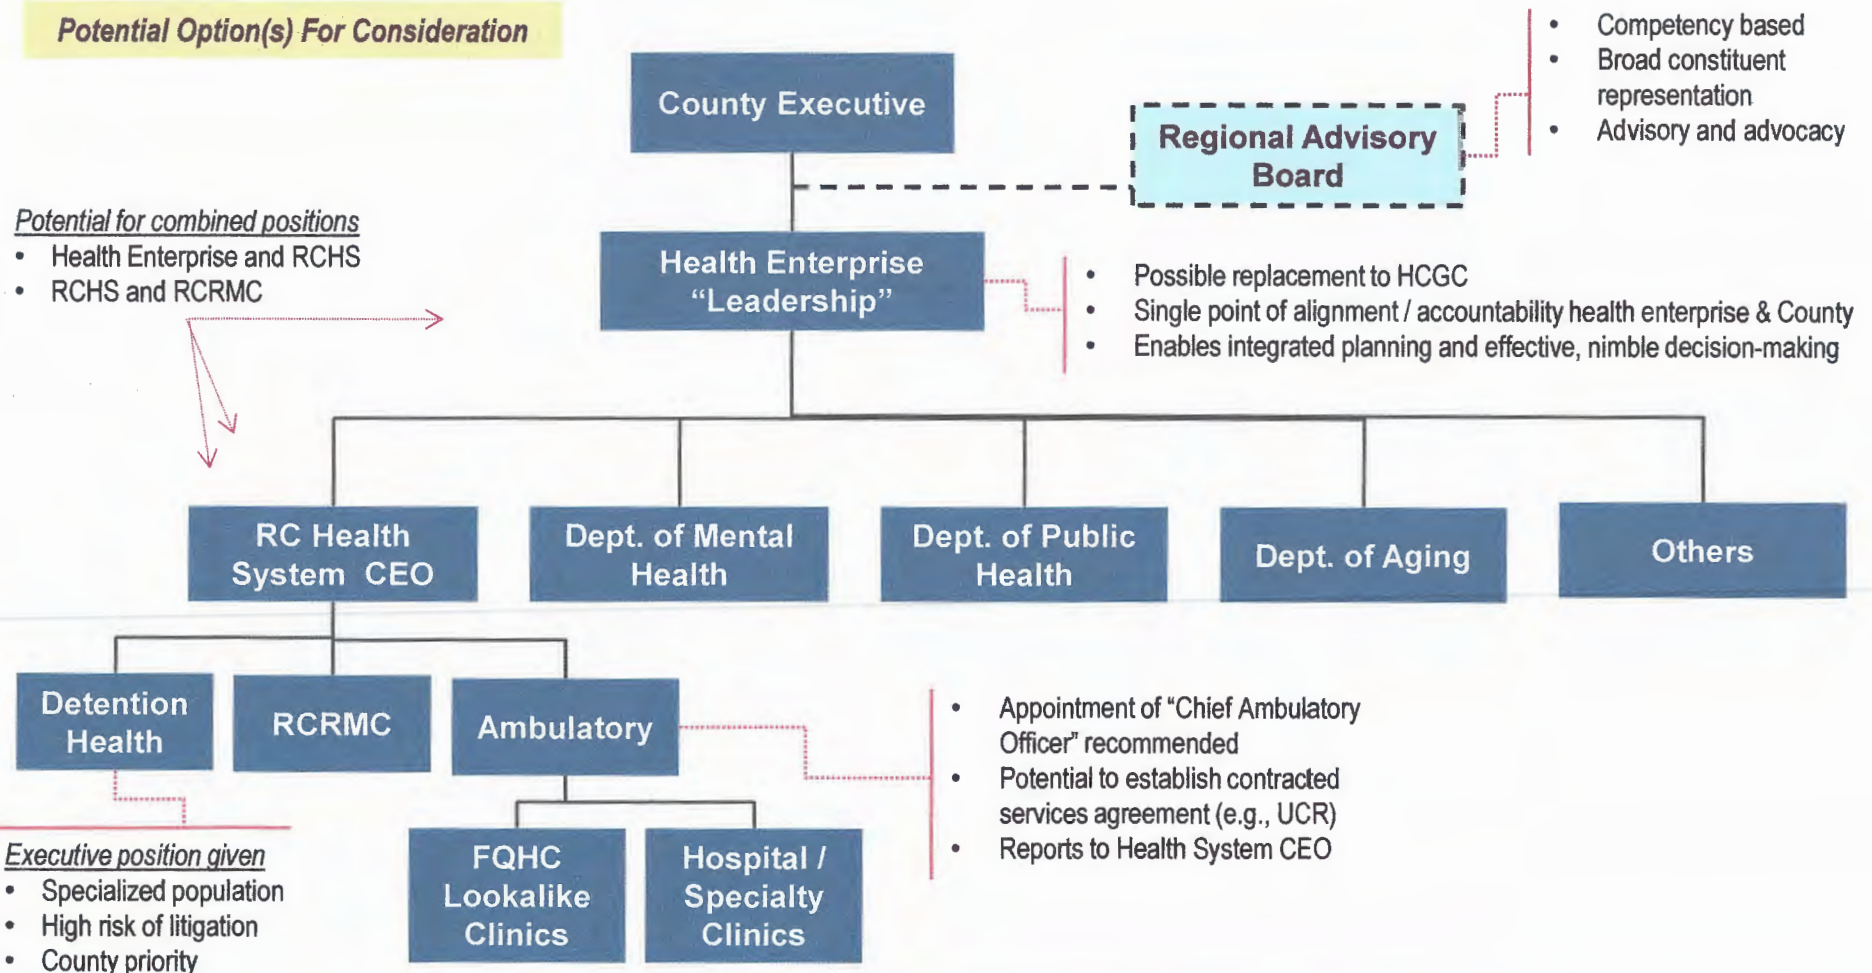 Potential Option(s) For Consideration
County Executive
Regional Advisory
Board
• Competency based
• Broad constituent
representation
• Advisory and advocacy
Potential for combined positions
• Health Enterprise and RCHS
• RCHS and RCRMC
Health Enterprise
“Leadership”
• Possible replacement to HCGC
• Single point of alignment / accountability health enterprise & County
• Enables integrated planning and effective, nimble decision-making
RC Health
System CEO
Dept. of Mental
Health
Dept. of Public
Health
Dept. of Aging
Others
Detention
Health
RCRMC
Ambulatory
• Appointment of “Chief Ambulatory
Officer” recommended
• Potential to establish contracted
services agreement (e.g., UCR)
• Reports to Health System CEO
Executive position given
• Specialized population
• High risk of litigation
• County priority
FQHC
Lookalike
Clinics
Hospital /
Specialty
Clinics